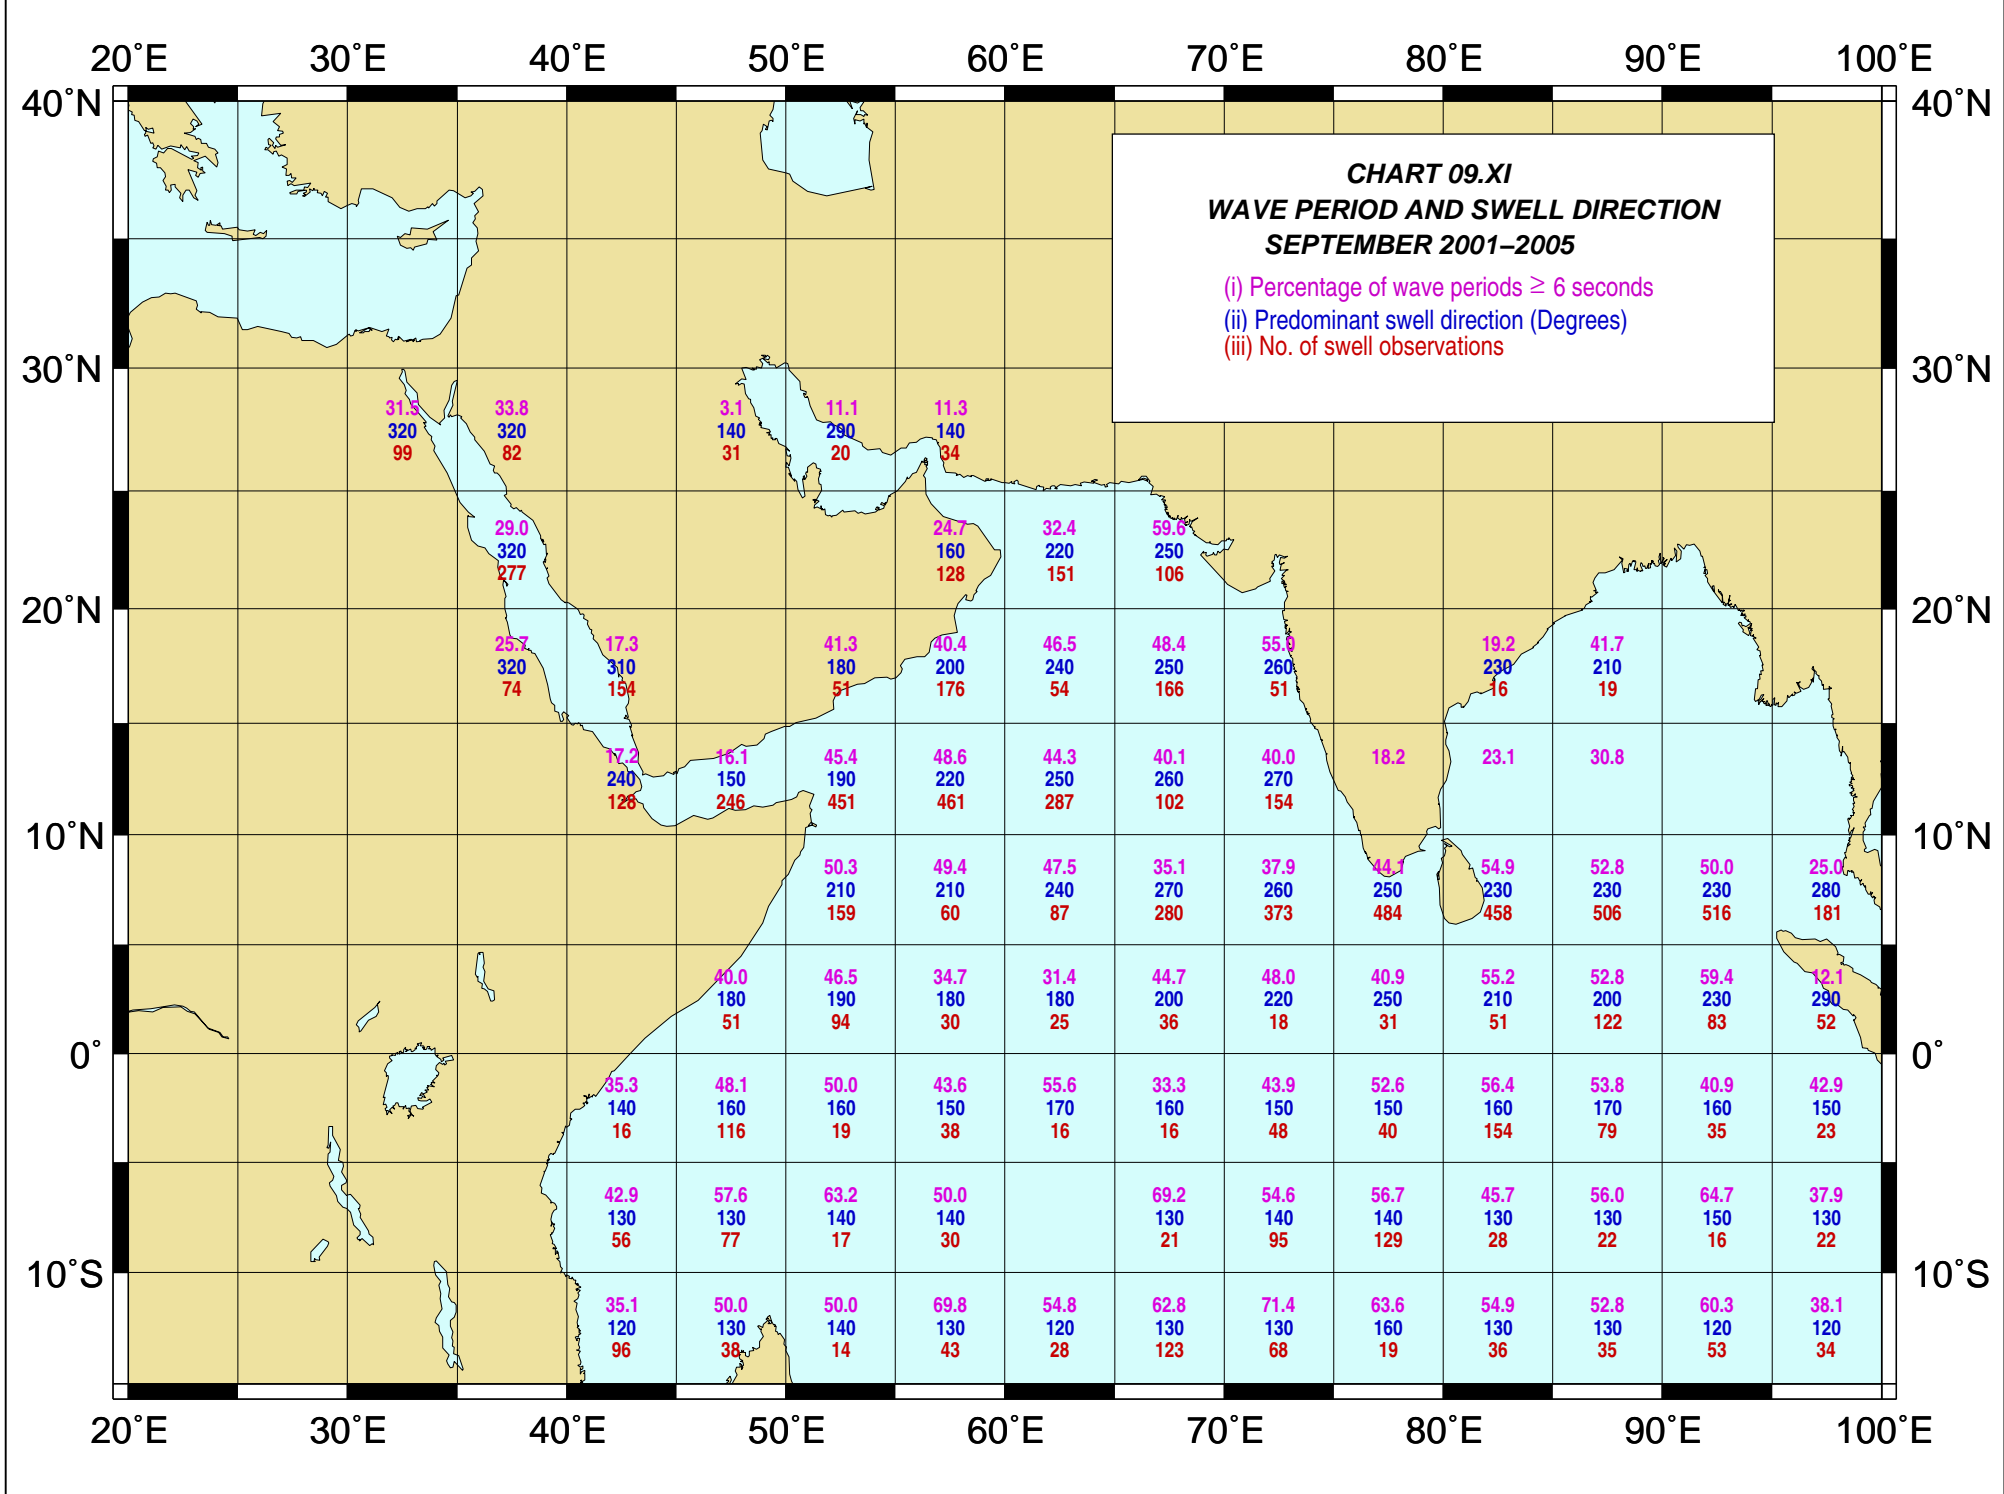 20˚E 30˚E 40˚E 50˚E 60˚E 70˚E 80˚E 90˚E 100˚E
40˚N 40˚N
CHART 09.XI
WAVE PERIOD AND SWELL DIRECTION
SEPTEMBER 2001–2005
(i) Percentage of wave periods ≥ 6 seconds
(ii) Predominant swell direction (Degrees)
(iii) No. of swell observations
30˚N 30˚N
31.5 33.8 3.1 11.1 11.3
320 320 140 290 140
99 82 31 20 34
29.0 24.7 32.4 59.6
320 160 220 250
277 128 151 106
20˚N 20˚N
25.7 17.3 41.3 40.4 46.5 48.4 55.0 19.2 41.7
320 310 180 200 240 250 260 230 210
74 154 51 176 54 166 51 16 19
17.2 16.1 45.4 48.6 44.3 40.1 40.0 18.2 23.1 30.8
240 150 190 220 250 260 270
128 246 451 461 287 102 154
10˚N 10˚N
50.3 49.4 47.5 35.1 37.9 44.1 54.9 52.8 50.0 25.0
210 210 240 270 260 250 230 230 230 280
159 60 87 280 373 484 458 506 516 181
40.0 46.5 34.7 31.4 44.7 48.0 40.9 55.2 52.8 59.4 12.1
180 190 180 180 200 220 250 210 200 230 290
51 94 30 25 36 18 31 51 122 83 52
0˚ 0˚
35.3 48.1 50.0 43.6 55.6 33.3 43.9 52.6 56.4 53.8 40.9 42.9
140 160 160 150 170 160 150 150 160 170 160 150
16 116 19 38 16 16 48 40 154 79 35 23
42.9 57.6 63.2 50.0 69.2 54.6 56.7 45.7 56.0 64.7 37.9
130 130 140 140 130 140 140 130 130 150 130
56 77 17 30 21 95 129 28 22 16 22
10˚S 10˚S
35.1 50.0 50.0 69.8 54.8 62.8 71.4 63.6 54.9 52.8 60.3 38.1
120 130 140 130 120 130 130 160 130 130 120 120
96 38 14 43 28 123 68 19 36 35 53 34
20˚E 30˚E 40˚E 50˚E 60˚E 70˚E 80˚E 90˚E 100˚E